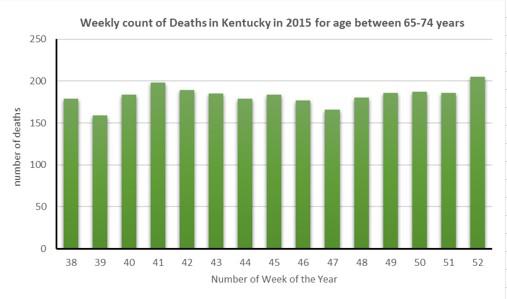 Weekly count of Deaths in Kentucky in 2015 for age between 65-74 years
250
200
150
100
50
0
number of deaths
38 39 40 41 42 43 44 45 46 47 48 49 50 51 52
Number of Week of the Year